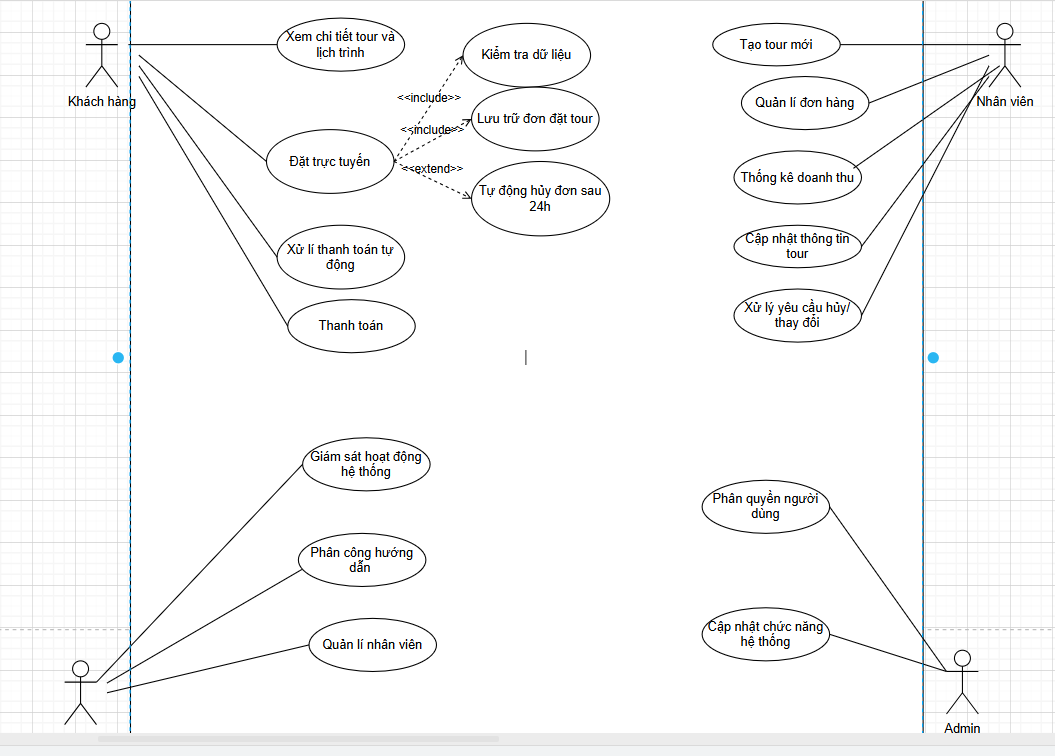 Xem chi tiết tour và
lịch trình
Kiểm tra dữ liệu
Tạo tour mới
Khách hàng
<<include>>
Quản lí đơn hàng
Nhân viên
Lưu trữ đơn đặt tour
<<include>>
Đặt trực tuyến
<<extend>>
Thống kê doanh thu
Tự động hủy đơn sau
24h
Xử lí thanh toán tự
động
Cập nhật thông tin
tour
Thanh toán
Xử lý yêu cầu hủy/
thay đổi
Giám sát hoạt động
hệ thống
Phân quyền người
dùng
Phân công hướng
dẫn
Quản lí nhân viên
Cập nhật chức năng
hệ thống
Admin